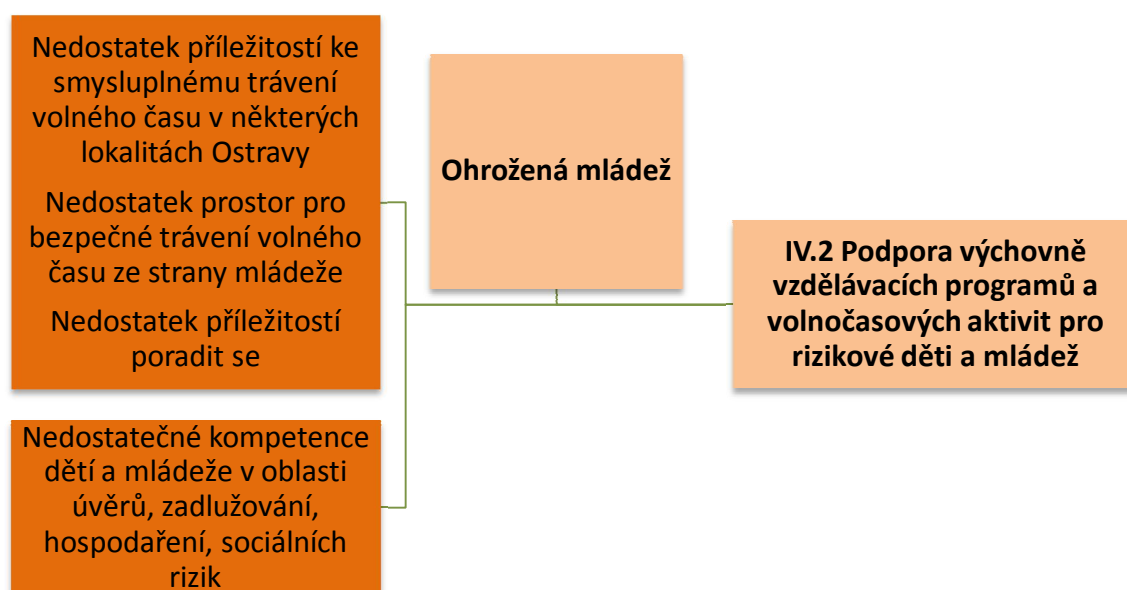 Nedostatek příležitostí ke
smysluplnému trávení
volného času v některých
lokalitách Ostravy
Nedostatek prostor pro
bezpečné trávení volného
času ze strany mládeže
Nedostatek příležitostí
poradit se
Nedostatečné kompetence
dětí a mládeže v oblasti
úvěrů, zadlužování,
hospodaření, sociálních
rizik
Ohrožená mládež
IV.2 Podpora výchovně
vzdělávacích programů a
volnočasových aktivit pro
rizikové děti a mládež